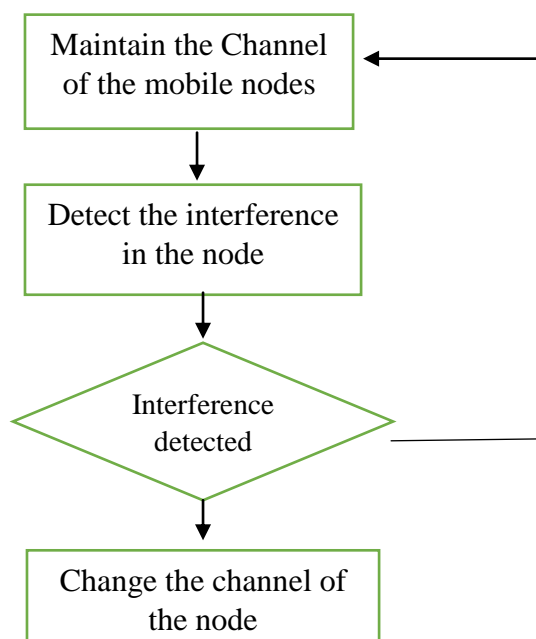 Maintain the Channel
of the mobile nodes
Detect the interference
in the node
Interference
detected
Change the channel of
the node